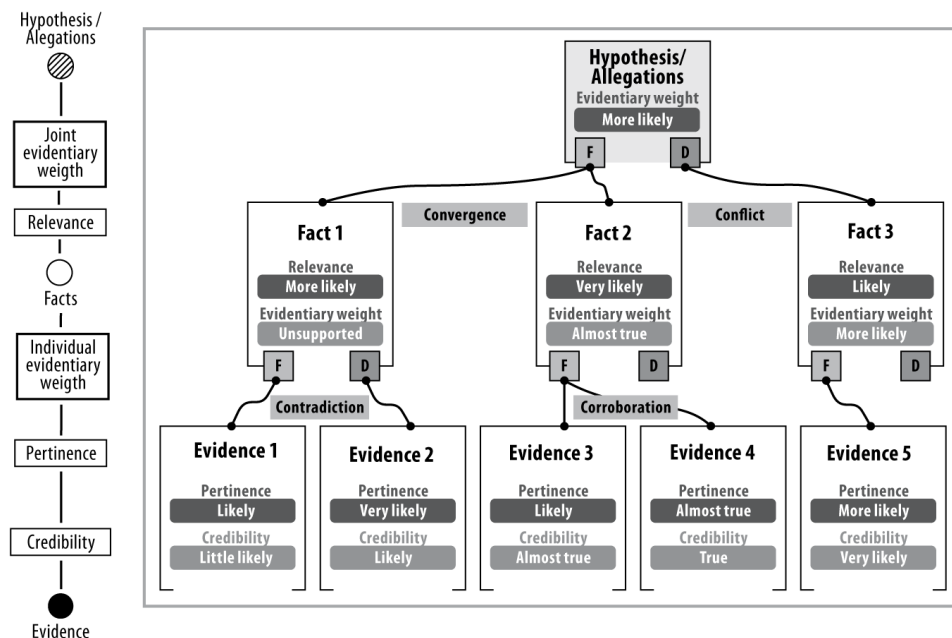 Hypothesis /
Alegations
Joint
evidentiary
weigth
Relevance
Facts
Individual
evidentiary
weigth
Pertinence
Credibility
Evidence
Hypothesis/
Allegations
Evidentiary weight
More likely
F
D
Convergence
Conflict
Fact 1
Relevance
More likely
Evidentiary weight
Unsupported
F
D
Fact 2
Relevance
Very likely
Evidentiary weight
Almost true
F
D
Fact 3
Relevance
Likely
Evidentiary weight
More likely
F
D
Contradiction
Corroboration
Evidence 1
Pertinence
Likely
Credibility
Little likely
Evidence 2
Pertinence
Very likely
Credibility
Likely
Evidence 3
Pertinence
Likely
Credibility
Almost true
Evidence 4
Pertinence
Almost true
Credibility
True
Evidence 5
Pertinence
More likely
Credibility
Very likely